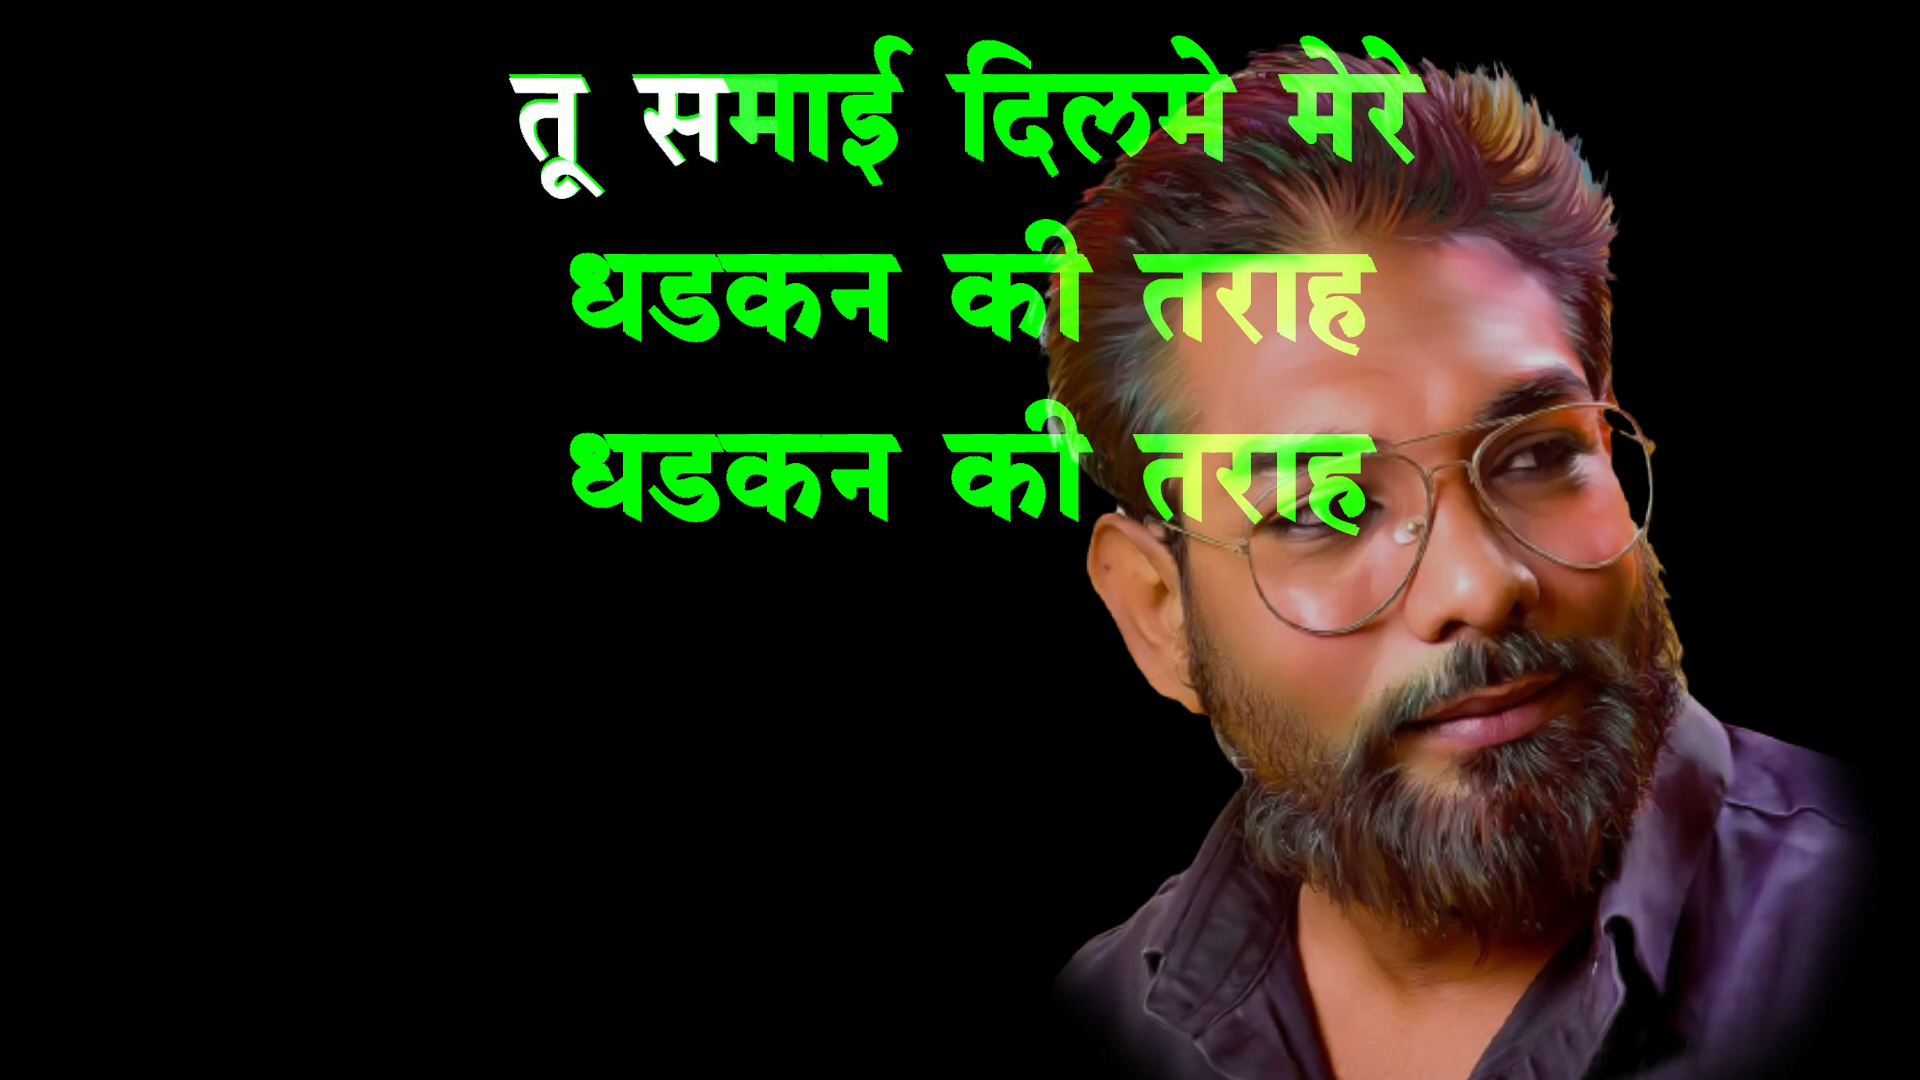 तू समाई दिलमे मेरे
धडकन की तराह
धडकन की तराह